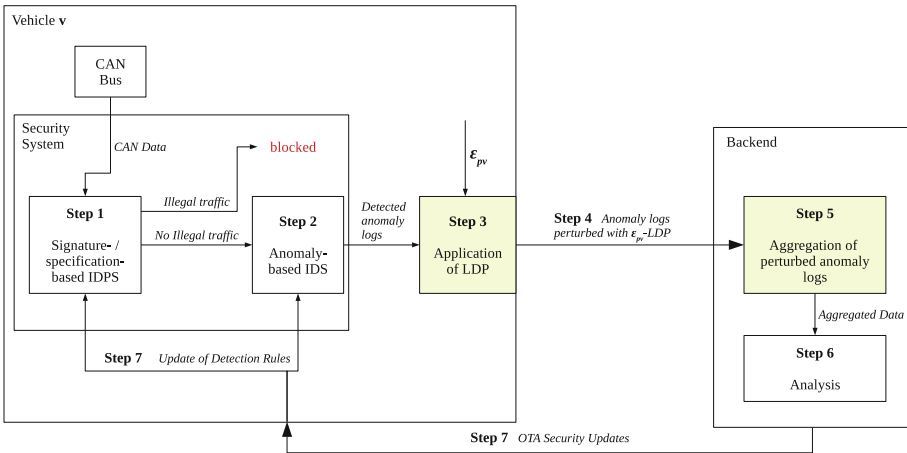 Vehicle v
CAN
Bus
Security
System
CAN Data
blocked
Illegal traffic
No Illegal traffic
Step 1
Signature- /
specification-
based IDPS
Step 2
Anomaly-
based IDS
Detected
anomaly
logs
ε_pv
Step 3
Application
of LDP
Step 4 Anomaly logs
perturbed with ε_pv-LDP
Backend
Step 5
Aggregation of
perturbed anomaly
logs
Aggregated Data
Step 6
Analysis
Step 7 Update of Detection Rules
Step 7 OTA Security Updates